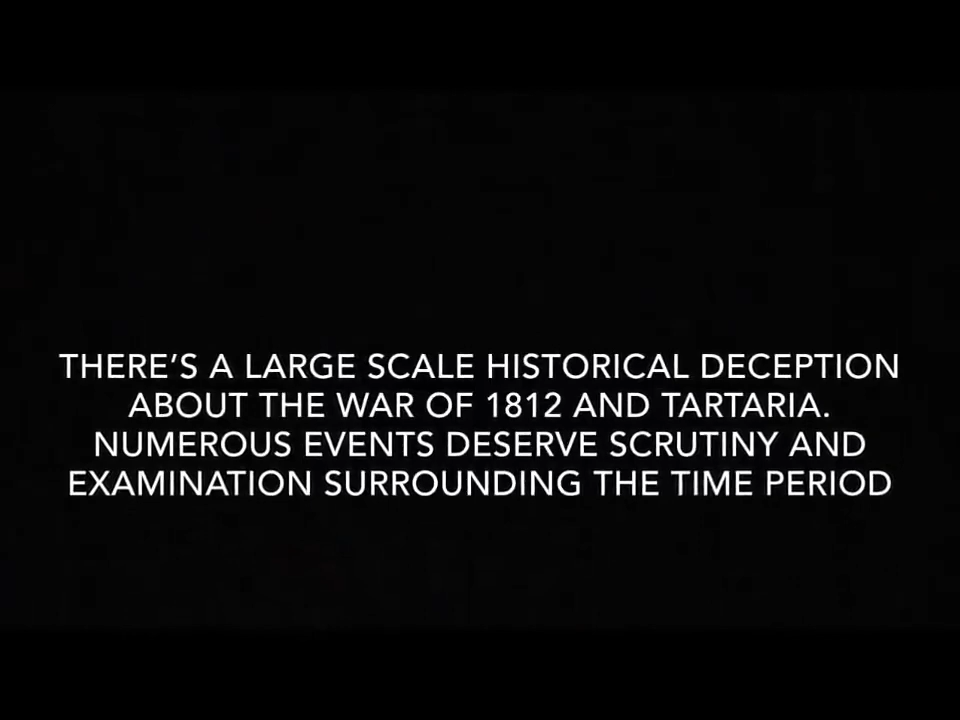 THERE’S A LARGE SCALE HISTORICAL DECEPTION
ABOUT THE WAR OF 1812 AND TARTARIA.
NUMEROUS EVENTS DESERVE SCRUTINY AND
EXAMINATION SURROUNDING THE TIME PERIOD